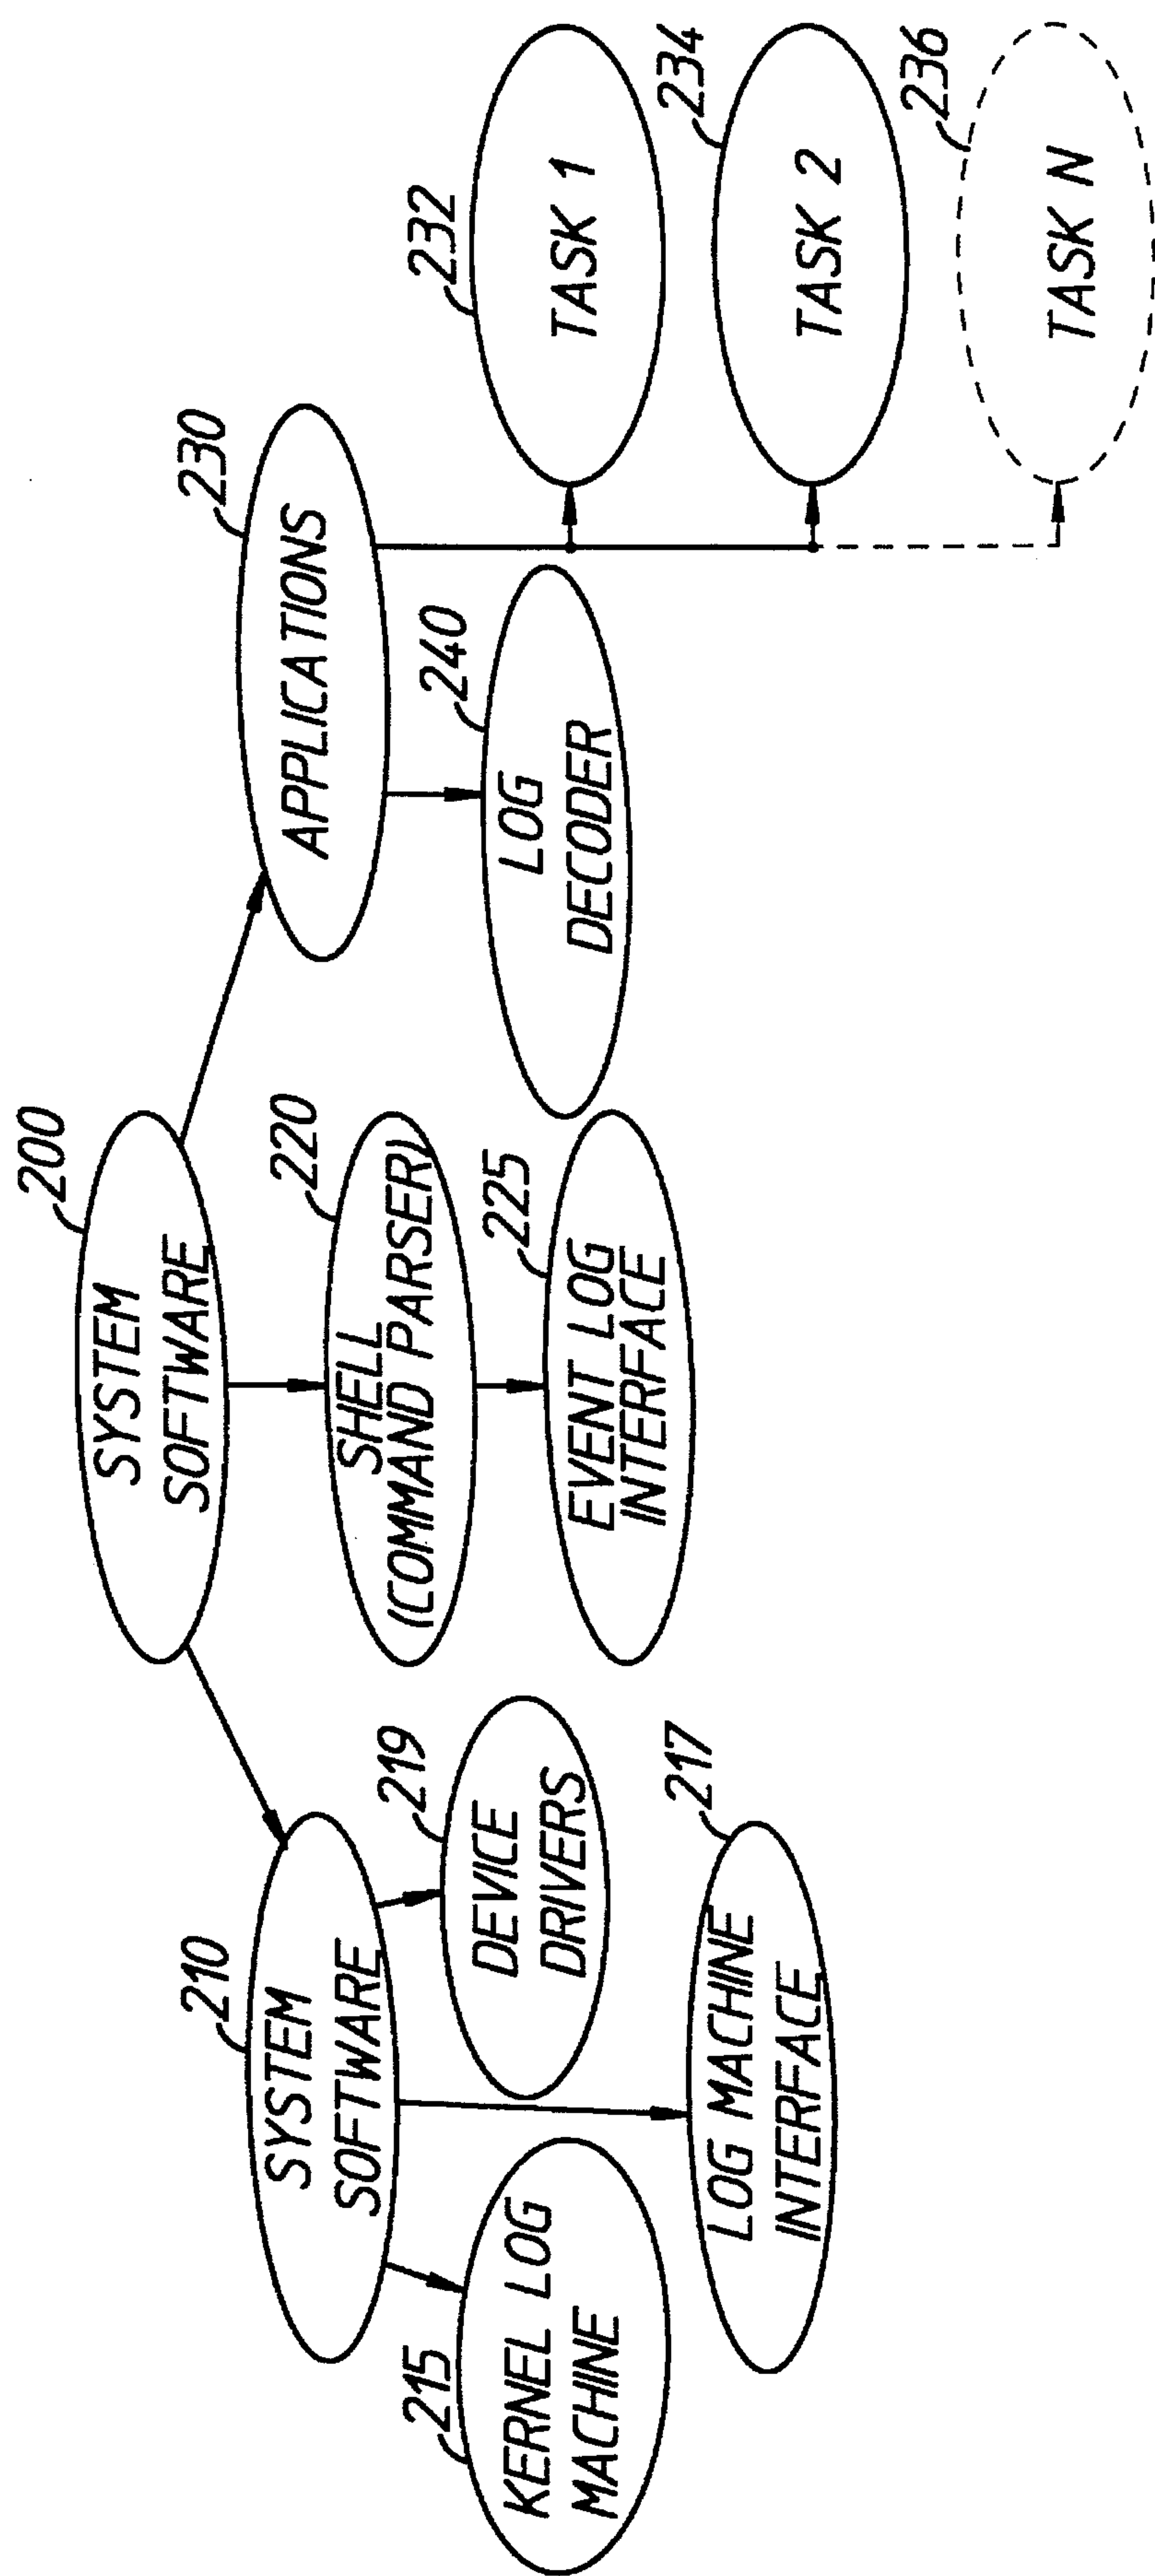 200
SYSTEM
SOFTWARE
210
SYSTEM
SOFTWARE
220
SHELL
(COMMAND PARSER)
230
APPLICATIONS
215
KERNEL LOG
MACHINE
219
DEVICE
DRIVERS
217
LOG MACHINE
INTERFACE
225
EVENT LOG
INTERFACE
240
LOG
DECODER
232
TASK 1
234
TASK 2
236
TASK N